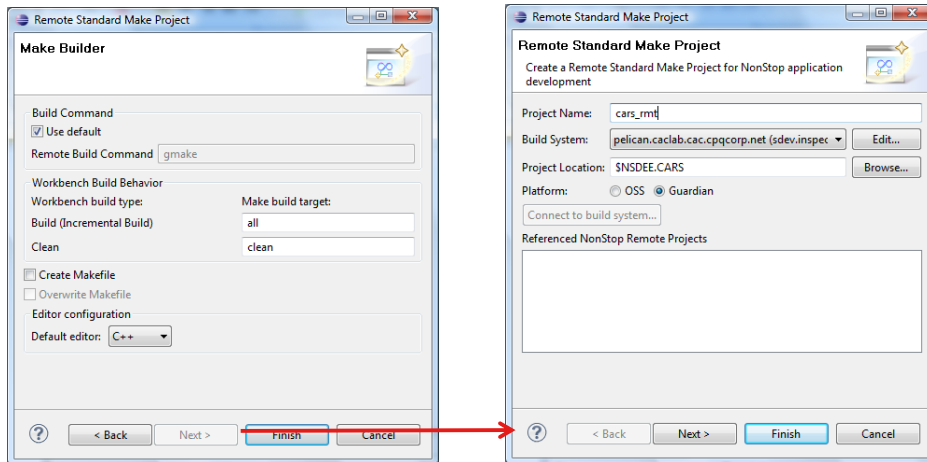 Remote Standard Make Project
Make Builder
Build Command
Use default
Remote Build Command gmake
Workbench Build Behavior
Workbench build type: Make build target:
Build (Incremental Build) all
Clean clean
Create Makefile
Overwrite Makefile
Editor configuration
Default editor: C++
? < Back Next > Finish Cancel
Remote Standard Make Project
Remote Standard Make Project
Create a Remote Standard Make Project for NonStop application
development
Project Name: cars_rmt
Build System: pelican.caclab.cac.cpqcorp.net (sdev.inspec Edit...
Project Location: $NSDEE.CARS Browse...
Platform: OSS Guardian
Connect to build system...
Referenced NonStop Remote Projects
? < Back Next > Finish Cancel